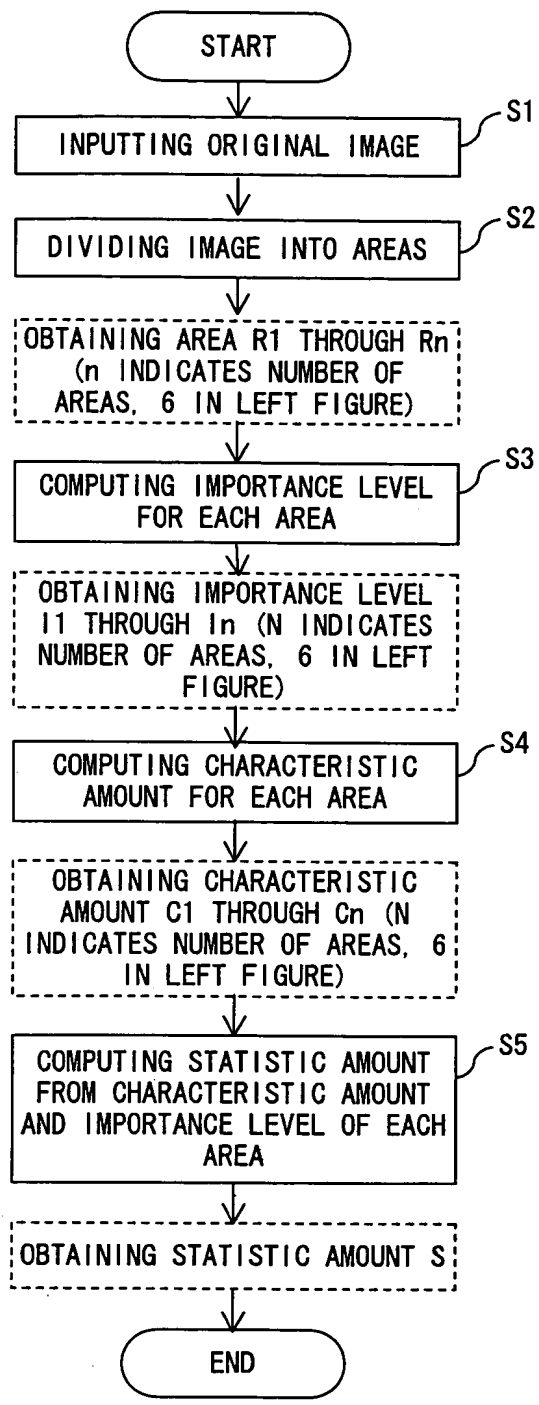 START
S1
INPUTTING ORIGINAL IMAGE
S2
DIVIDING IMAGE INTO AREAS
OBTAINING AREA R1 THROUGH Rn
(n INDICATES NUMBER OF
AREAS, 6 IN LEFT FIGURE)
S3
COMPUTING IMPORTANCE LEVEL
FOR EACH AREA
OBTAINING IMPORTANCE LEVEL
I1 THROUGH In (N INDICATES
NUMBER OF AREAS, 6 IN LEFT
FIGURE)
S4
COMPUTING CHARACTERISTIC
AMOUNT FOR EACH AREA
OBTAINING CHARACTERISTIC
AMOUNT C1 THROUGH Cn (N
INDICATES NUMBER OF AREAS, 6
IN LEFT FIGURE)
S5
COMPUTING STATISTIC AMOUNT
FROM CHARACTERISTIC AMOUNT
AND IMPORTANCE LEVEL OF EACH
AREA
OBTAINING STATISTIC AMOUNT S
END